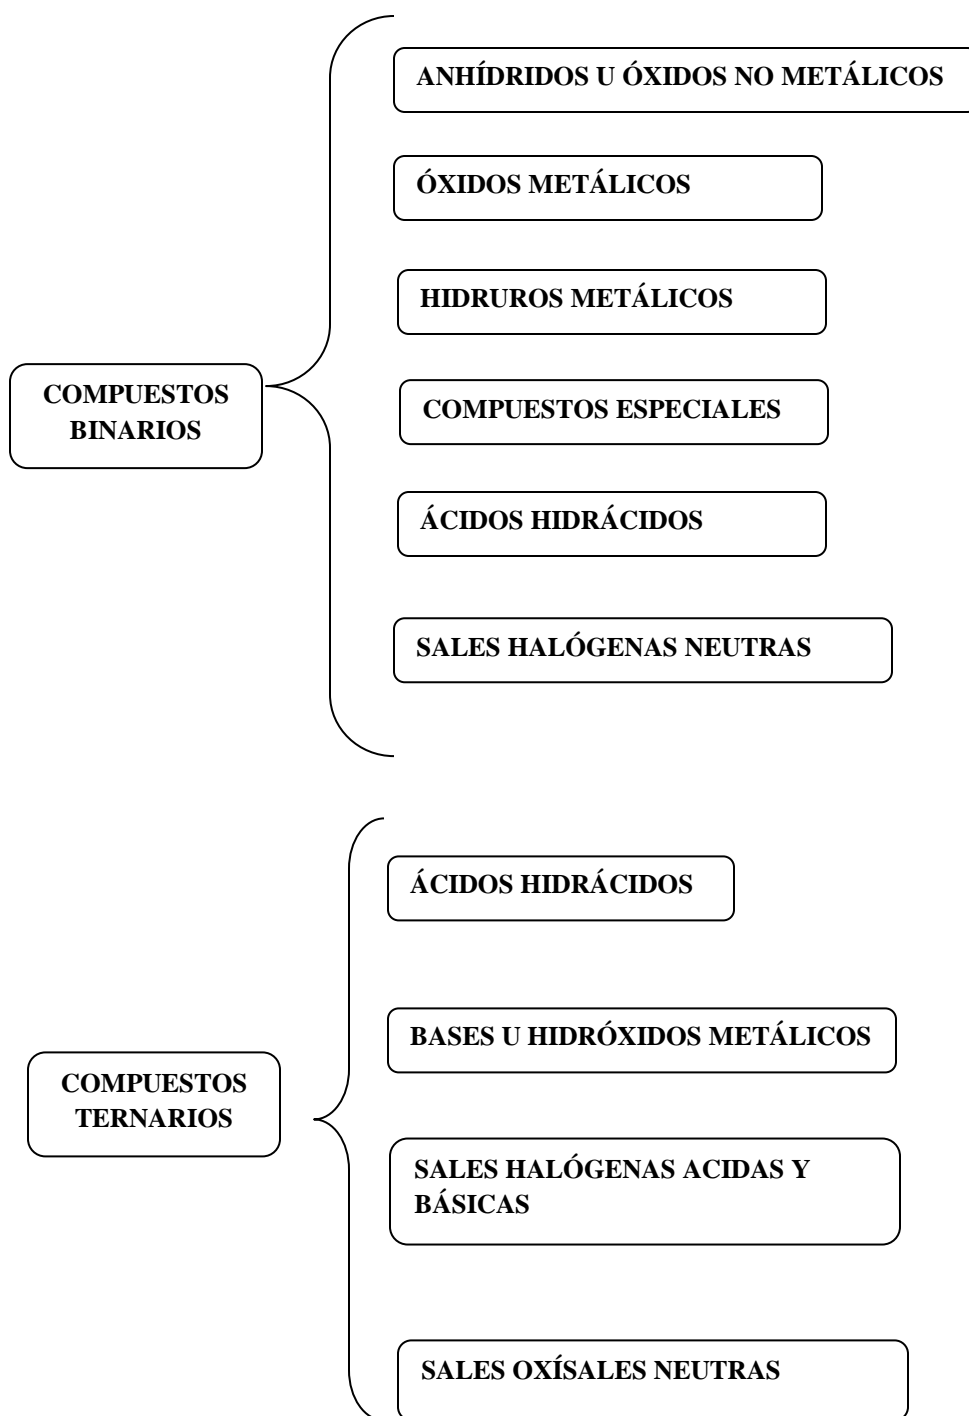 ANHÍDRIDOS U ÓXIDOS NO METÁLICOS
ÓXIDOS METÁLICOS
HIDRUROS METÁLICOS
COMPUESTOS
BINARIOS
COMPUESTOS ESPECIALES
ÁCIDOS HIDRÁCIDOS
SALES HALÓGENAS NEUTRAS
ÁCIDOS HIDRÁCIDOS
BASES U HIDRÓXIDOS METÁLICOS
COMPUESTOS
TERNARIOS
SALES HALÓGENAS ACIDAS Y
BÁSICAS
SALES OXÍSALES NEUTRAS